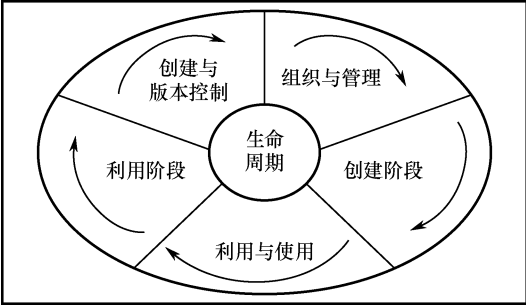 创建与
版本控制
组织与管理
生命
周期
利用阶段
创建阶段
利用与使用